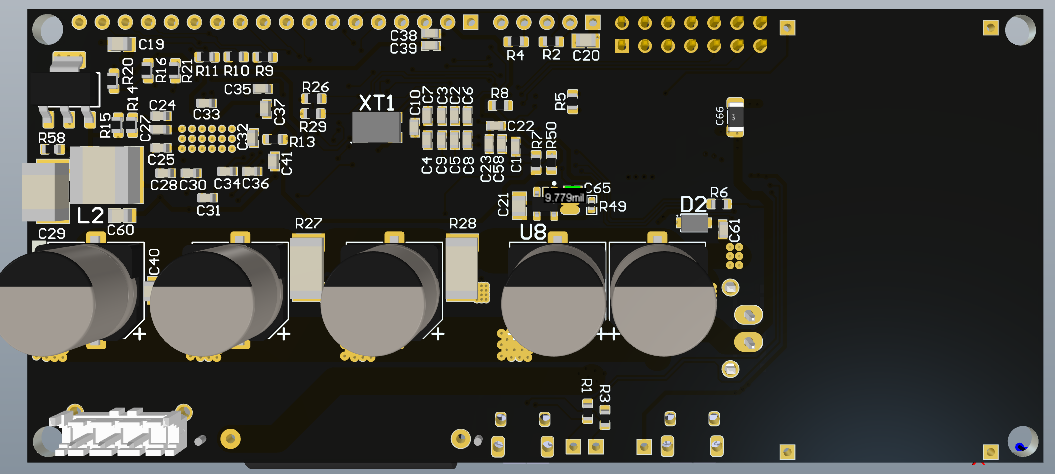 C19
C38
C39
R4
R2
C20
R20
R16
R21
R11
R10
R9
C35
R26
R29
XT1
C10
C7
C3
C2
C6
R8
R5
C66
R14
R15
C24
C27
C33
C32
C37
R13
C22
R7
R50
R58
C25
C41
C4
C9
C5
C8
C23
C58
C1
C28
C30
C34
C36
C31
9.779mil
C65
R49
C21
D2
R6
L2
C60
C61
U8
C29
R27
R28
C40
+
+
++
R1
R3